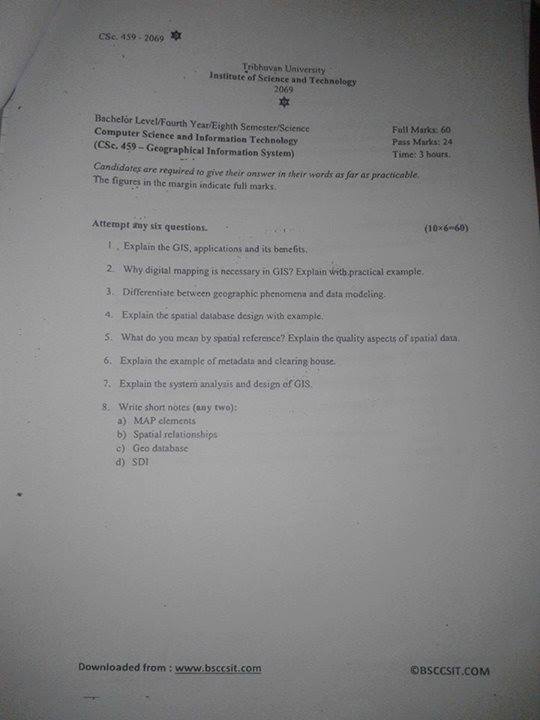 CSc. 459 - 2069
Tribhuvan University
Institute of Science and Technology
2069
Bachelor Level/Fourth Year/Eighth Semester/Science
Computer Science and Information Technology
(CSc. 459 – Geographical Information System)
Full Marks: 60
Pass Marks: 24
Time: 3 hours.
Candidates are required to give their answer in their words as far as practicable.
The figures in the margin indicate full marks.
Attempt any six questions. (10×6=60)
1. Explain the GIS, applications and its benefits.
2. Why digital mapping is necessary in GIS? Explain with practical example.
3. Differentiate between geographic phenomena and data modeling.
4. Explain the spatial database design with example.
5. What do you mean by spatial reference? Explain the quality aspects of spatial data.
6. Explain the example of metadata and clearing house.
7. Explain the system analysis and design of GIS.
8. Write short notes (any two):
a) MAP elements
b) Spatial relationships
c) Geo database
d) SDI
Downloaded from : www.bsccsit.com
©BSCCSIT.COM